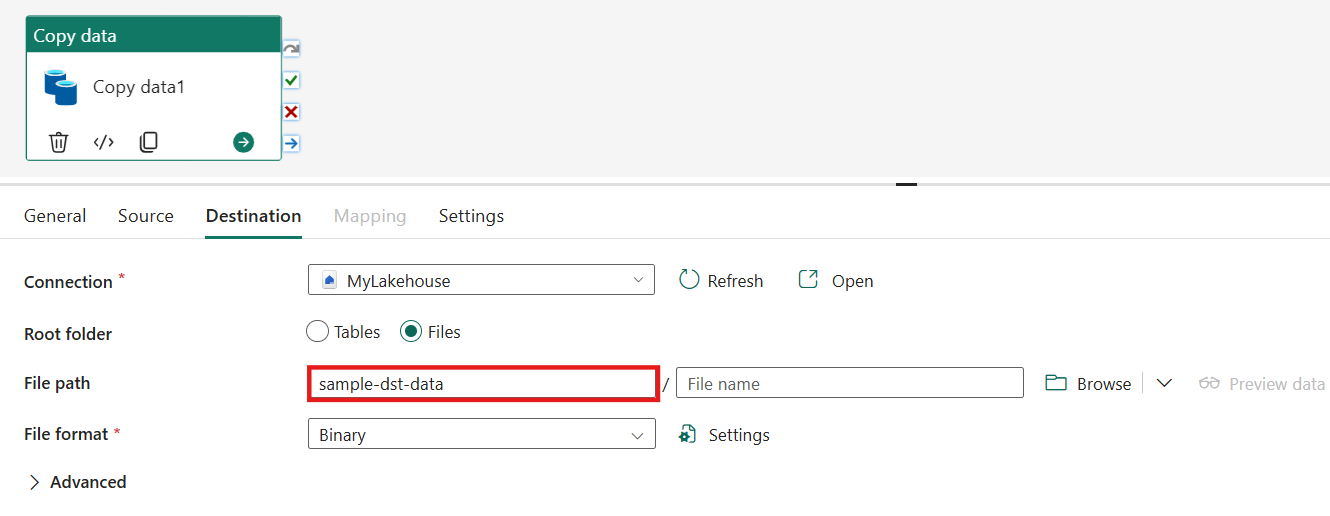 Copy data
Copy data1
General Source Destination Mapping Settings
Connection * MyLakehouse Refresh Open
Root folder Tables Files
File path sample-dst-data / File name Browse Preview data
File format * Binary Settings
Advanced